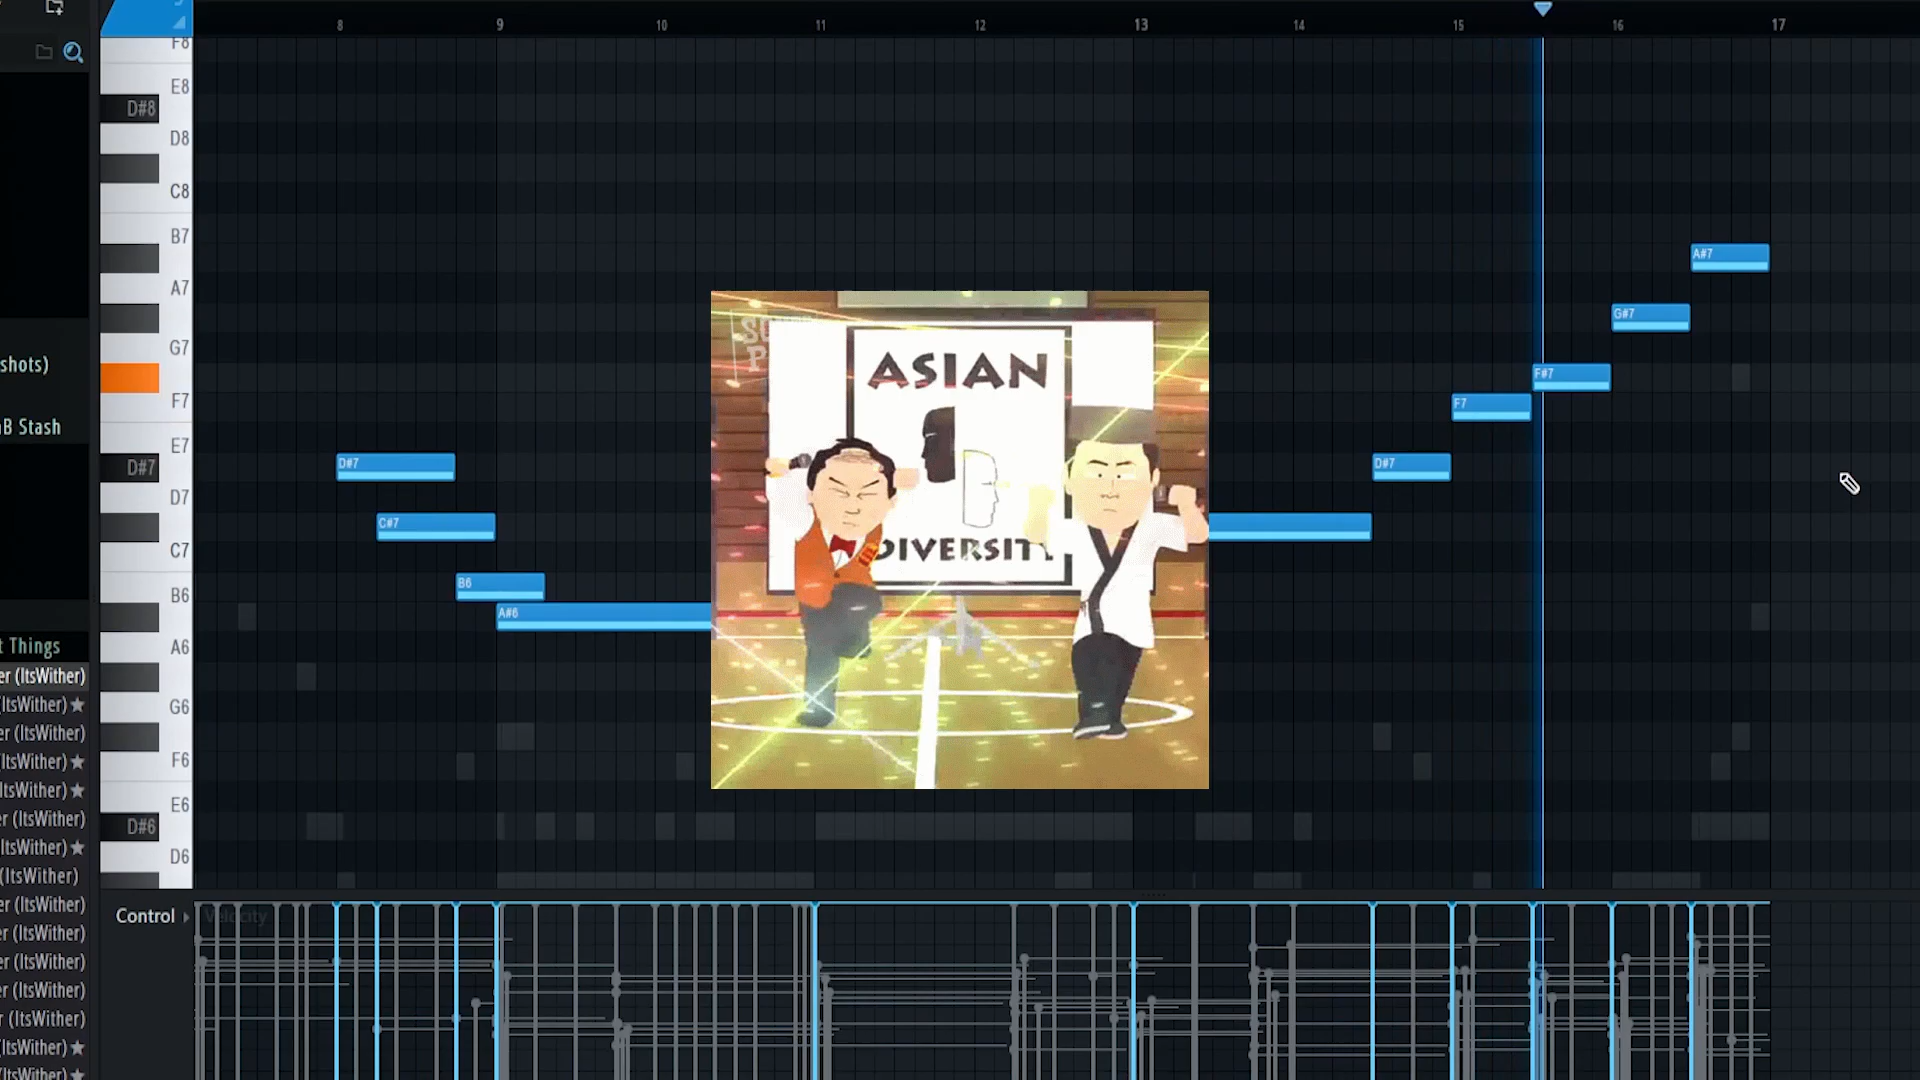 8 9 10 11 12 13 14 15 16 17
F8
E8
D#8
D8
C8
B7
A7
G7
F7
E7
D#7
D7
C7
B6
A6
G6
F6
E6
D#6
D6
shots)
B Stash
t Things
er (ItsWither)
(ItsWither) ★
er (ItsWither)
(ItsWither) ★
ItsWither) ★
er (ItsWither)
(ItsWither) ★
(ItsWither)
er (ItsWither)
er (ItsWither)
er (ItsWither)
er (ItsWither)
r (ItsWither)
(ItsWither) ★
(ItsWither) ★
A#7
G#7
F#7
F7
D#7
D#7
C#7
B6
A#6
ASIAN
DIVERSITY
Control
Velocity